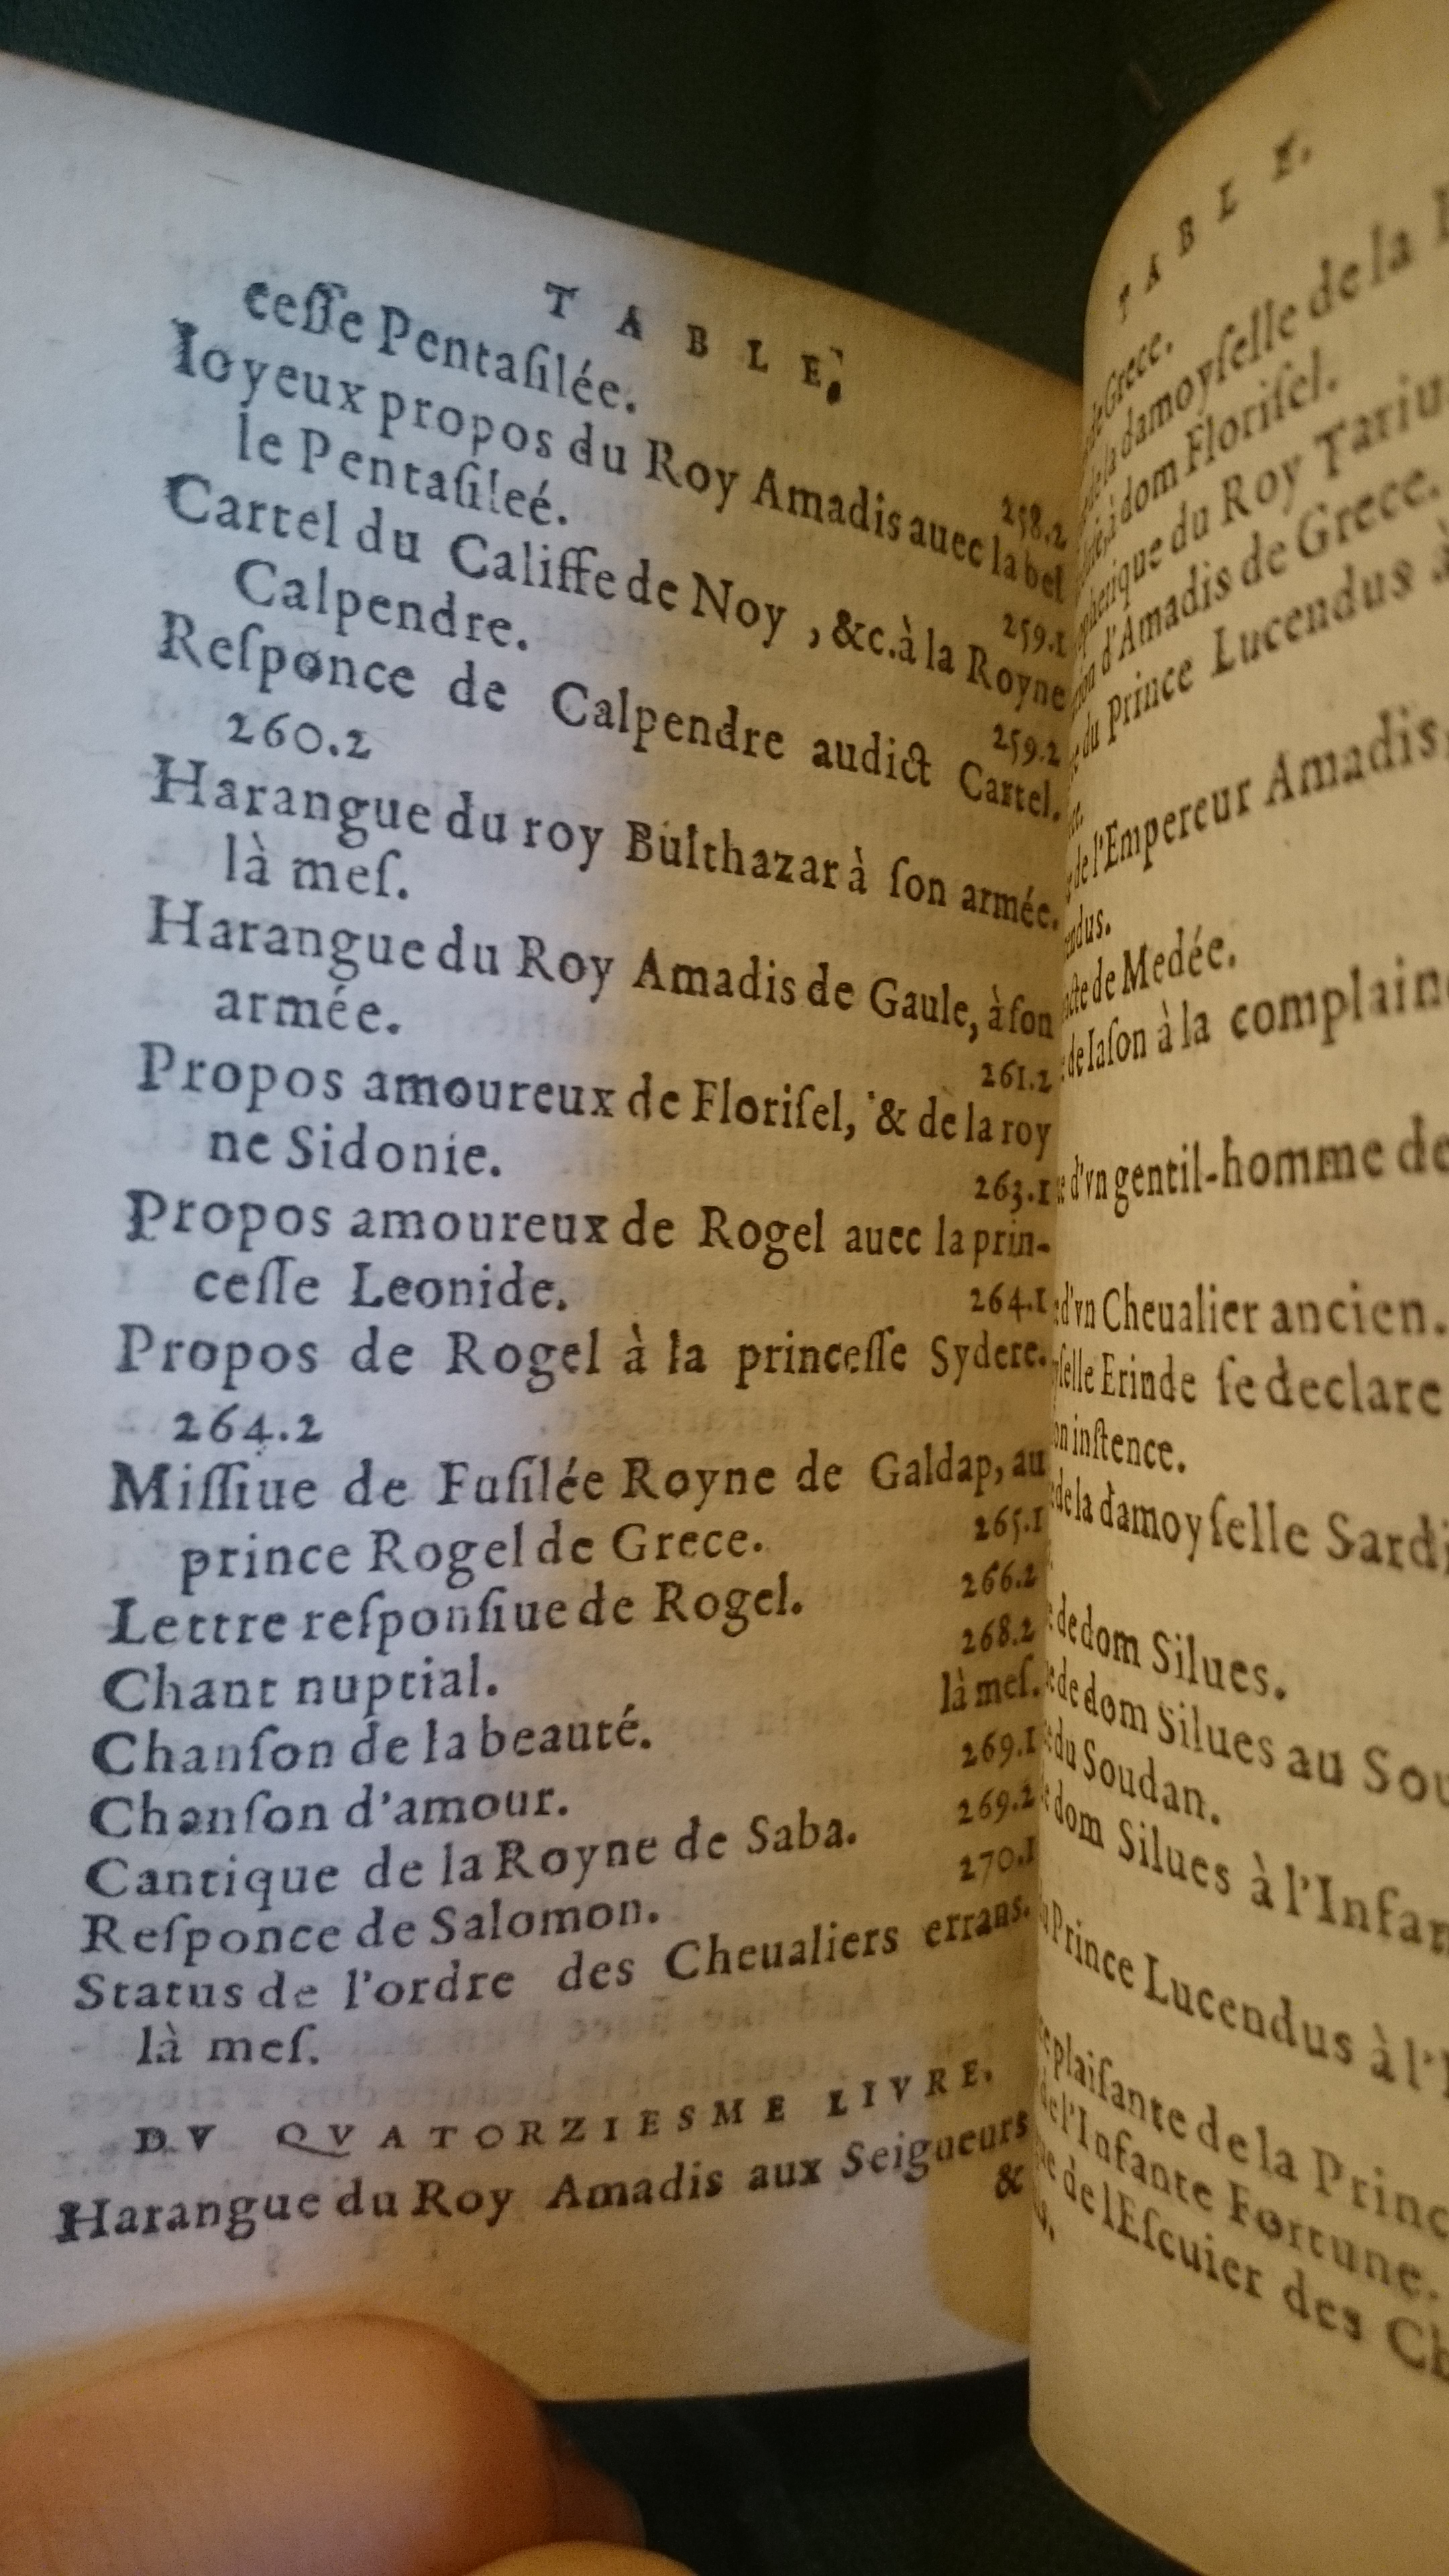 TABLE.
ceſſe Pentaſilée. 258.2
Ioyeux propos du Roy Amadis auec la bel
le Pentaſileé. 259.1
Cartel du Califfe de Noy , &c. à la Royne
Calpendre. 259.2
Reſponce de Calpendre audict Cartel.
260.2
Harangue du roy Bulthazar à ſon armée.
là meſ.
Harangue du Roy Amadis de Gaule, à ſon
armée. 261.2
Propos amoureux de Floriſel, & de la roy
ne Sidonie. 263.1
Propos amoureux de Rogel auec la prin-
ceſſe Leonide. 264.1
Propos de Rogel à la princeſſe Sydere.
264.2
Miſſiue de Fuſilée Royne de Galdap, au
prince Rogel de Grece. 265.1
Lettre reſponſiue de Rogel. 266.2
Chant nuptial. 268.2
Chanſon de la beauté. là meſ.
Chanſon d'amour. 269.1
Cantique de la Royne de Saba. 269.2
Reſponce de Salomon. 270.1
Status de l'ordre des Cheualiers errans.
là meſ.
DV QVATORZIESME LIVRE.
Harangue du Roy Amadis aux Seigneurs
&
TABLE.
de Grece.
de la damoyſelle de la
à dom Floriſel.
du Roy
d'Amadis de Grece.
du Prince Lucendus à
de l'Empereur Amadis
de Medée.
de Iaſon à la
d'vn gentil-homme de
d'vn Cheualier ancien.
Erinde ſe declare
inſtence.
de la damoyſelle
de dom Silues.
de dom Silues au
du Soudan.
dom Silues à
Prince Lucendus à
plaiſante de la
de l'Infante Fortune.
de lEſcuier des